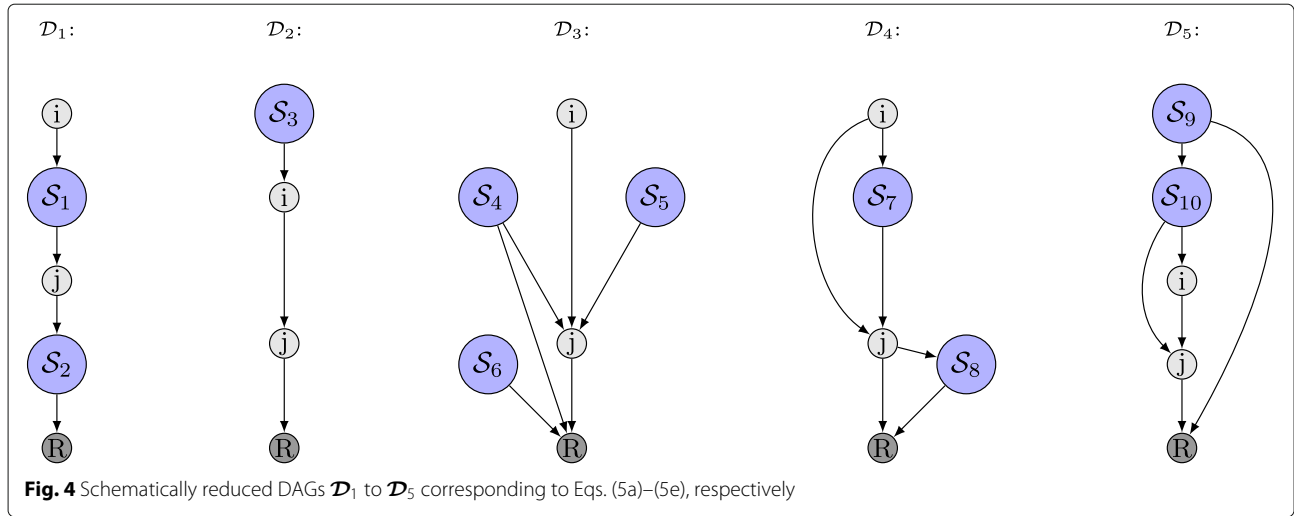 𝒟₁: 𝒟₂: 𝒟₃: 𝒟₄: 𝒟₅:
i 𝒮₃ i i 𝒮₉
𝒮₁ i 𝒮₄ 𝒮₅ 𝒮₇ 𝒮₁₀
j i
j j j
𝒮₂ 𝒮₆ 𝒮₈ j
R R R R R
Fig. 4 Schematically reduced DAGs 𝓓₁ to 𝓓₅ corresponding to Eqs. (5a)–(5e), respectively